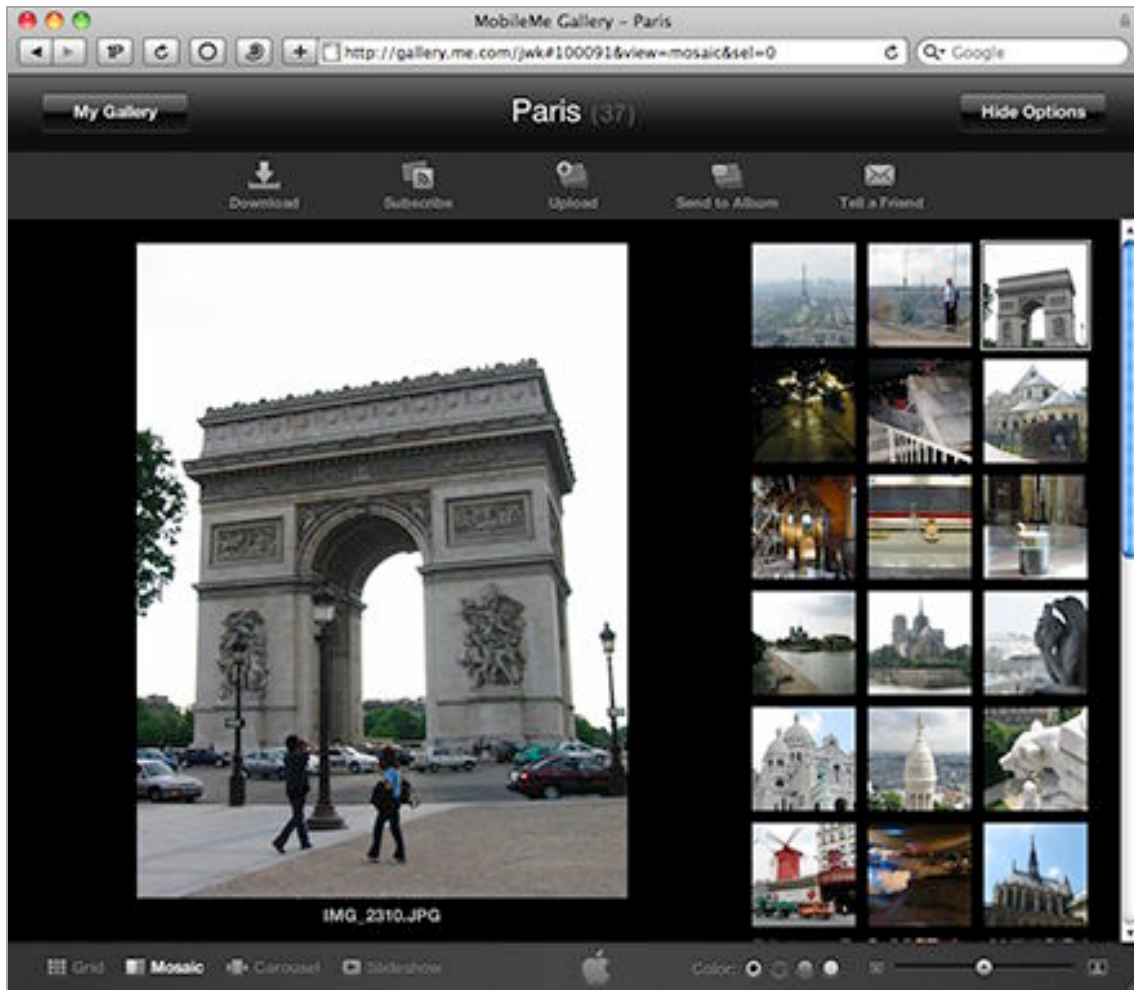 MobileMe Gallery – Paris
http://gallery.me.com/jwk#100091&view=mosaic&sel=0
Google
My Gallery
Paris (37)
Hide Options
Download
Subscribe
Upload
Send to Album
Tell a Friend
IMG_2310.JPG
Grid
Mosaic
Carousel
Slideshow
Color: